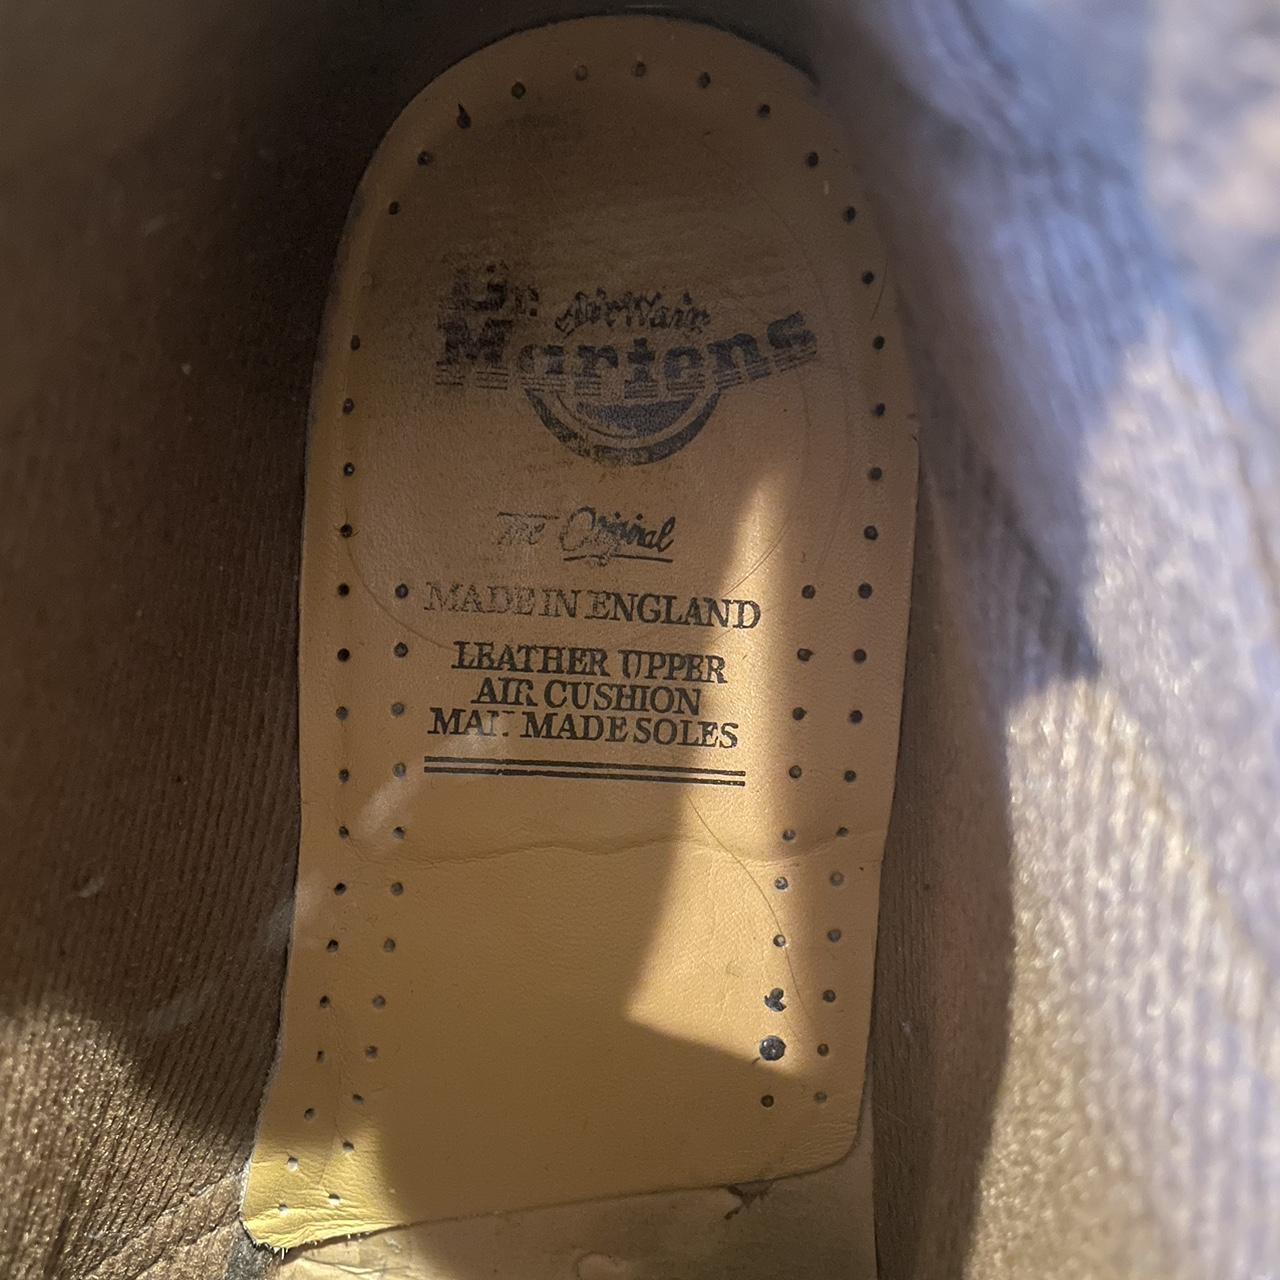 Dr.
AirWair
Martens
The Original
MADE IN ENGLAND
LEATHER UPPER
AIR CUSHION
MAN MADE SOLES